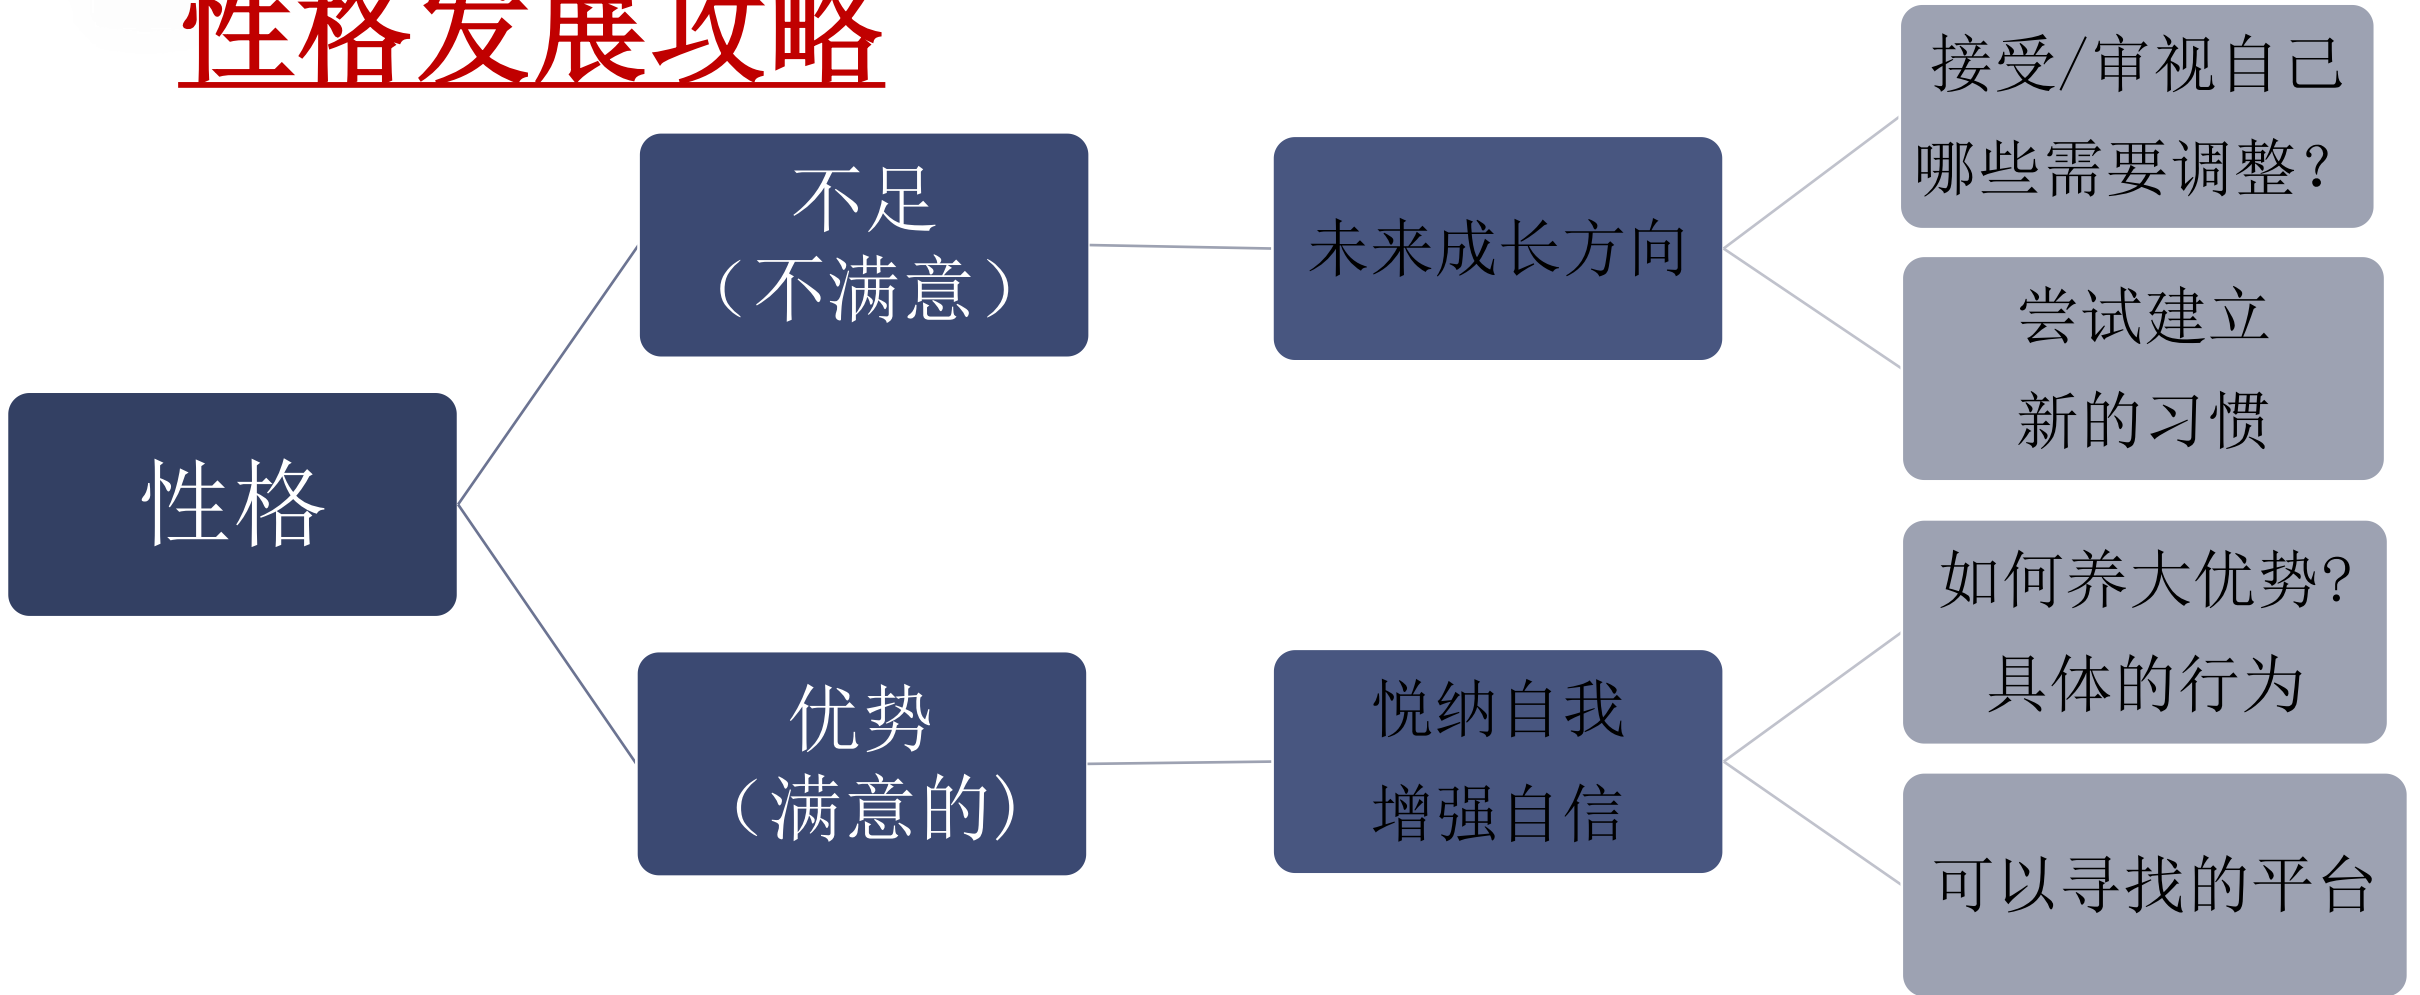 性格发展攻略
性格
不足
（不满意）
未来成长方向
接受/审视自己
哪些需要调整？
尝试建立
新的习惯
优势
（满意的）
悦纳自我
增强自信
如何养大优势?
具体的行为
可以寻找的平台